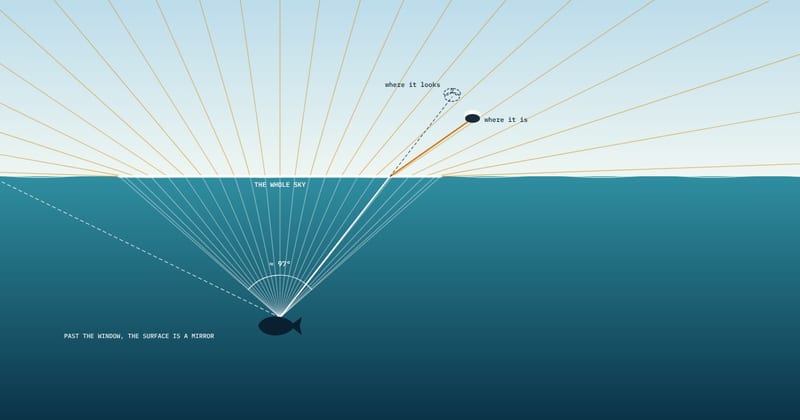 where it looks
where it is
THE WHOLE SKY
≈ 97°
PAST THE WINDOW, THE SURFACE IS A MIRROR